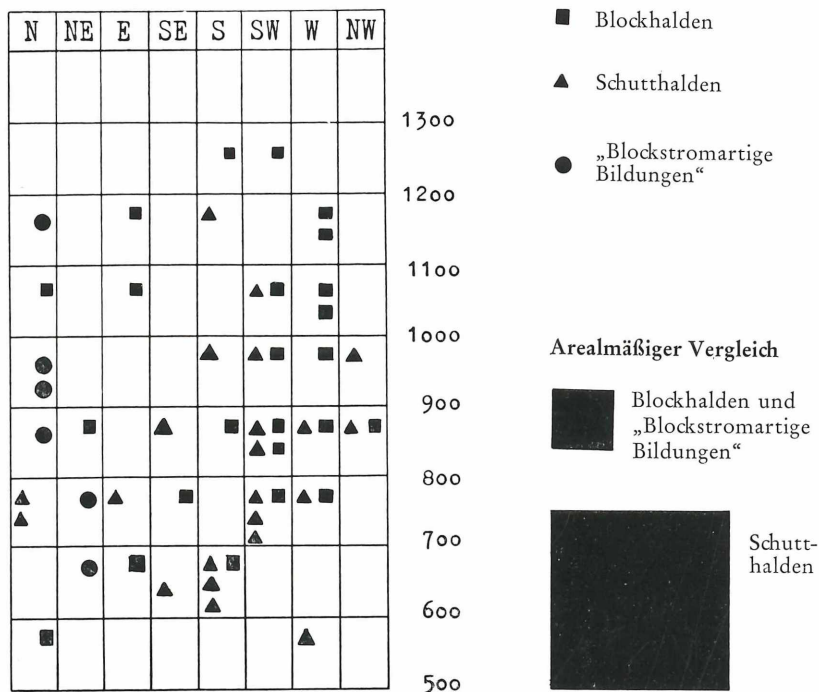 N NE E SE S SW W NW
1300
1200
1100
1000
900
800
700
600
500
Blockhalden
Schutthalden
„Blockstromartige
Bildungen“
Arealmäßiger Vergleich
Blockhalden und
„Blockstromartige
Bildungen“
Schutt-
halden